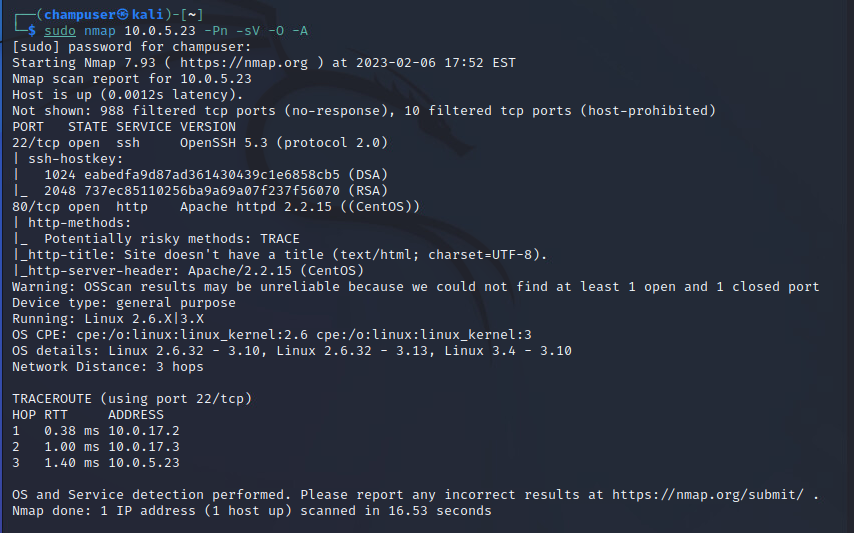 ┌──(champuser㉿kali)-[~]
└─$ sudo nmap 10.0.5.23 -Pn -sV -O -A
[sudo] password for champuser:
Starting Nmap 7.93 ( https://nmap.org ) at 2023-02-06 17:52 EST
Nmap scan report for 10.0.5.23
Host is up (0.0012s latency).
Not shown: 988 filtered tcp ports (no-response), 10 filtered tcp ports (host-prohibited)
PORT   STATE SERVICE VERSION
22/tcp open  ssh     OpenSSH 5.3 (protocol 2.0)
| ssh-hostkey:
|   1024 eabedfa9d87ad361430439c1e6858cb5 (DSA)
|_  2048 737ec85110256ba9a69a07f237f56070 (RSA)
80/tcp open  http    Apache httpd 2.2.15 ((CentOS))
| http-methods:
|_  Potentially risky methods: TRACE
|_http-title: Site doesn't have a title (text/html; charset=UTF-8).
|_http-server-header: Apache/2.2.15 (CentOS)
Warning: OSScan results may be unreliable because we could not find at least 1 open and 1 closed port
Device type: general purpose
Running: Linux 2.6.X|3.X
OS CPE: cpe:/o:linux:linux_kernel:2.6 cpe:/o:linux:linux_kernel:3
OS details: Linux 2.6.32 - 3.10, Linux 2.6.32 - 3.13, Linux 3.4 - 3.10
Network Distance: 3 hops

TRACEROUTE (using port 22/tcp)
HOP RTT     ADDRESS
1   0.38 ms 10.0.17.2
2   1.00 ms 10.0.17.3
3   1.40 ms 10.0.5.23

OS and Service detection performed. Please report any incorrect results at https://nmap.org/submit/ .
Nmap done: 1 IP address (1 host up) scanned in 16.53 seconds